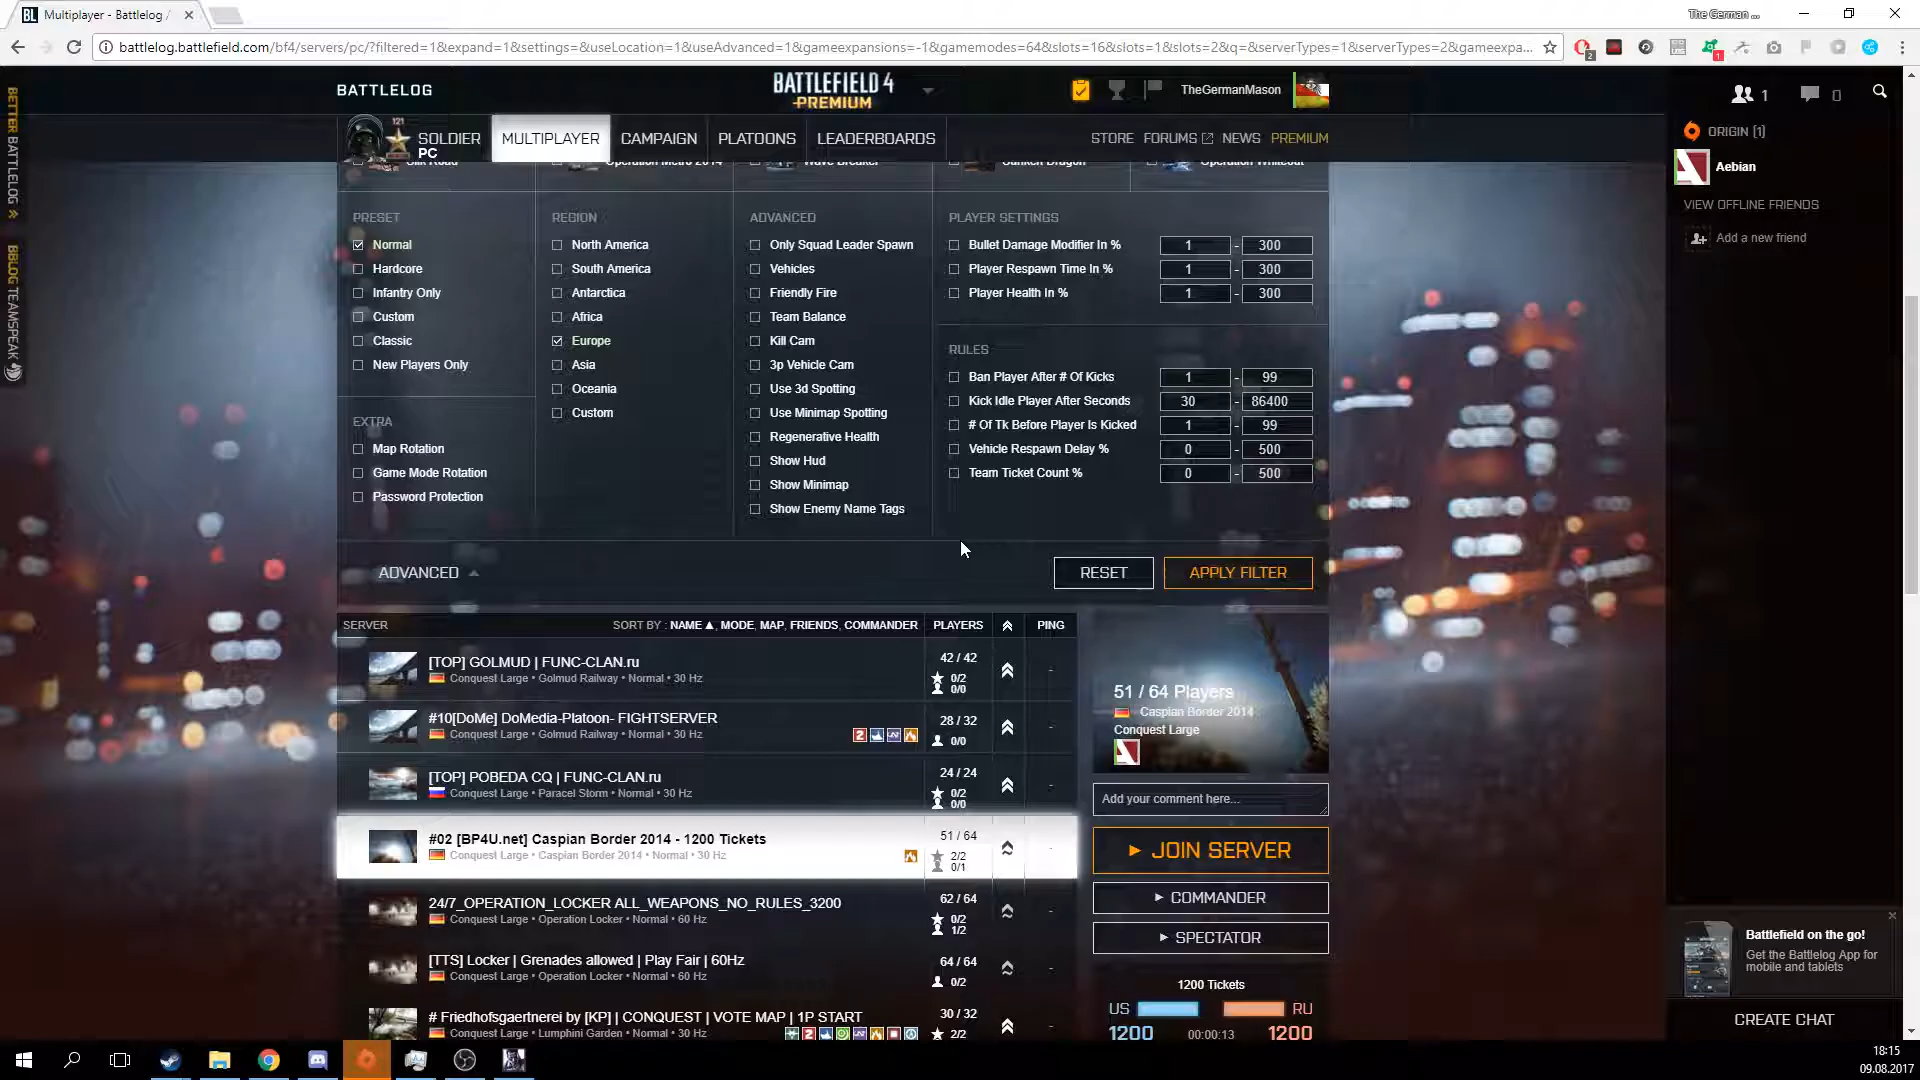 Multiplayer - Battlelog /
The German ...
battlelog.battlefield.com/bf4/servers/pc/?filtered=1&expand=1&settings=&useLocation=1&useAdvanced=1&gameexpansions=-1&gamemodes=64&slots=16&slots=1&slots=2&q=&serverTypes=1&serverTypes=2&gameexpa...
BETTER BATTLELOG
BBLOG TEAMSPEAK
BATTLELOG
BATTLEFIELD 4
PREMIUM
TheGermanMason
1
0
121
SOLDIER
PC
MULTIPLAYER
CAMPAIGN
PLATOONS
LEADERBOARDS
STORE
FORUMS
NEWS
PREMIUM
ORIGIN (1)
Aebian
VIEW OFFLINE FRIENDS
Add a new friend
Silk Road
Operation Metro 2014
Wave Breaker
Sunken Dragon
Operation Whiteout
PRESET
Normal
Hardcore
Infantry Only
Custom
Classic
New Players Only
EXTRA
Map Rotation
Game Mode Rotation
Password Protection
REGION
North America
South America
Antarctica
Africa
Europe
Asia
Oceania
Custom
ADVANCED
Only Squad Leader Spawn
Vehicles
Friendly Fire
Team Balance
Kill Cam
3p Vehicle Cam
Use 3d Spotting
Use Minimap Spotting
Regenerative Health
Show Hud
Show Minimap
Show Enemy Name Tags
PLAYER SETTINGS
Bullet Damage Modifier In % 1 - 300
Player Respawn Time In % 1 - 300
Player Health In % 1 - 300
RULES
Ban Player After # Of Kicks 1 - 99
Kick Idle Player After Seconds 30 - 86400
# Of Tk Before Player Is Kicked 1 - 99
Vehicle Respawn Delay % 0 - 500
Team Ticket Count % 0 - 500
ADVANCED
RESET
APPLY FILTER
SERVER
SORT BY : NAME ▲, MODE, MAP, FRIENDS, COMMANDER
PLAYERS
PING
[TOP] GOLMUD | FUNC-CLAN.ru
Conquest Large • Golmud Railway • Normal • 30 Hz
42 / 42
0/2
0/0
-
#10[DoMe] DoMedia-Platoon- FIGHTSERVER
Conquest Large • Golmud Railway • Normal • 30 Hz
2
28 / 32
0/0
-
[TOP] POBEDA CQ | FUNC-CLAN.ru
Conquest Large • Paracel Storm • Normal • 30 Hz
24 / 24
0/2
0/0
-
#02 [BP4U.net] Caspian Border 2014 - 1200 Tickets
Conquest Large • Caspian Border 2014 • Normal • 30 Hz
51 / 64
2/2
0/1
-
24/7_OPERATION_LOCKER ALL_WEAPONS_NO_RULES_3200
Conquest Large • Operation Locker • Normal • 60 Hz
62 / 64
0/2
1/2
-
[TTS] Locker | Grenades allowed | Play Fair | 60Hz
Conquest Large • Operation Locker • Normal • 60 Hz
64 / 64
0/2
-
# Friedhofsgaertnerei by [KP] | CONQUEST | VOTE MAP | 1P START
Conquest Large • Lumphini Garden • Normal • 30 Hz
2
30 / 32
2/2
-
51 / 64 Players
Caspian Border 2014
Conquest Large
Add your comment here...
JOIN SERVER
COMMANDER
SPECTATOR
1200 Tickets
US
RU
1200
00:00:13
1200
Battlefield on the go!
Get the Battlelog App for
mobile and tablets
CREATE CHAT
18:15
09.08.2017